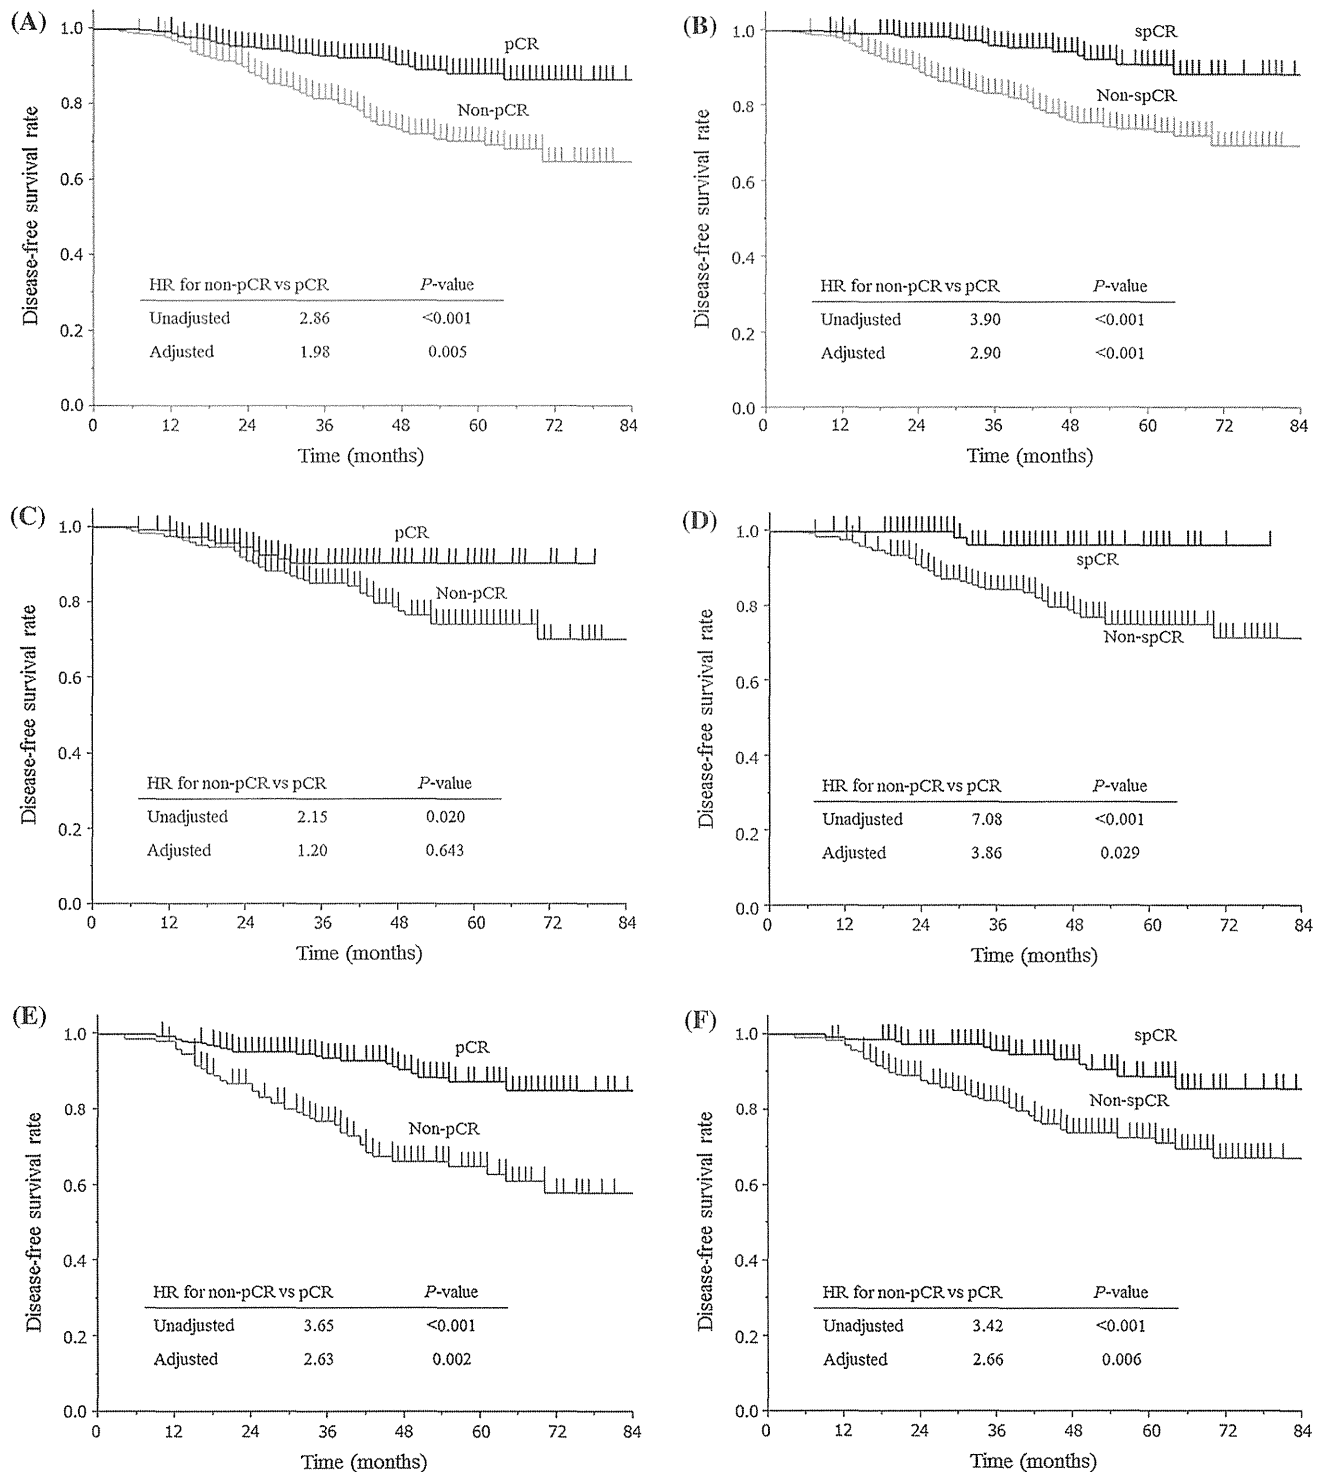 (A)
1.0
0.8
0.6
0.4
0.2
0.0
Disease-free survival rate
pCR
Non-pCR
HR for non-pCR vs pCR P-value
Unadjusted 2.86 <0.001
Adjusted 1.98 0.005
0 12 24 36 48 60 72 84
Time (months)
(B)
1.0
0.8
0.6
0.4
0.2
0.0
Disease-free survival rate
spCR
Non-spCR
HR for non-pCR vs pCR P-value
Unadjusted 3.90 <0.001
Adjusted 2.90 <0.001
0 12 24 36 48 60 72 84
Time (months)
(C)
1.0
0.8
0.6
0.4
0.2
0.0
Disease-free survival rate
pCR
Non-pCR
HR for non-pCR vs pCR P-value
Unadjusted 2.15 0.020
Adjusted 1.20 0.643
0 12 24 36 48 60 72 84
Time (months)
(D)
1.0
0.8
0.6
0.4
0.2
0.0
Disease-free survival rate
spCR
Non-spCR
HR for non-pCR vs pCR P-value
Unadjusted 7.08 <0.001
Adjusted 3.86 0.029
0 12 24 36 48 60 72 84
Time (months)
(E)
1.0
0.8
0.6
0.4
0.2
0.0
Disease-free survival rate
pCR
Non-pCR
HR for non-pCR vs pCR P-value
Unadjusted 3.65 <0.001
Adjusted 2.63 0.002
0 12 24 36 48 60 72 84
Time (months)
(F)
1.0
0.8
0.6
0.4
0.2
0.0
Disease-free survival rate
spCR
Non-spCR
HR for non-pCR vs pCR P-value
Unadjusted 3.42 <0.001
Adjusted 2.66 0.006
0 12 24 36 48 60 72 84
Time (months)